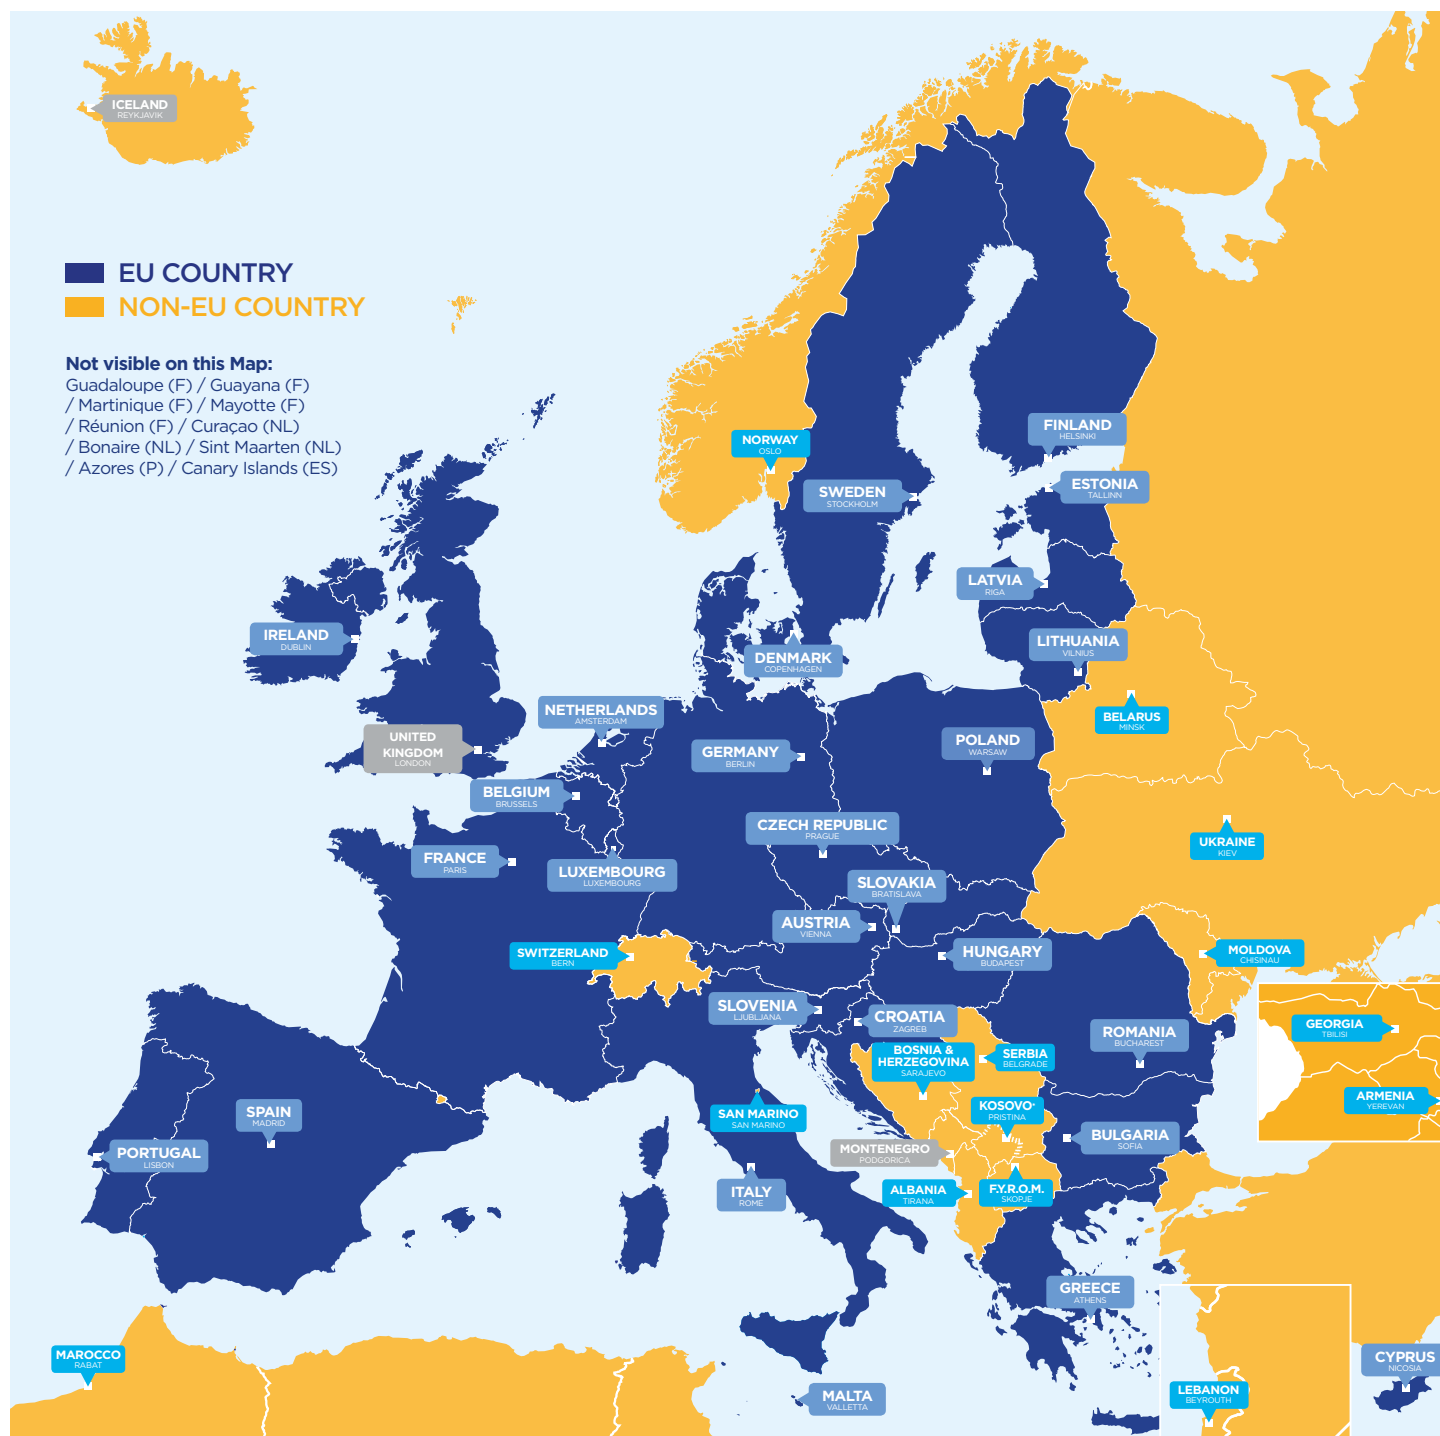 ICELAND
REYKJAVIK
EU COUNTRY
NON-EU COUNTRY
Not visible on this Map:
Guadaloupe (F) / Guayana (F)
/ Martinique (F) / Mayotte (F)
/ Réunion (F) / Curaçao (NL)
/ Bonaire (NL) / Sint Maarten (NL)
/ Azores (P) / Canary Islands (ES)
NORWAY
OSLO
FINLAND
HELSINKI
SWEDEN
STOCKHOLM
ESTONIA
TALLINN
LATVIA
RIGA
IRELAND
DUBLIN
LITHUANIA
VILNIUS
DENMARK
COPENHAGEN
NETHERLANDS
AMSTERDAM
BELARUS
MINSK
UNITED
KINGDOM
LONDON
GERMANY
BERLIN
POLAND
WARSAW
BELGIUM
BRUSSELS
CZECH REPUBLIC
PRAGUE
UKRAINE
KIEV
FRANCE
PARIS
LUXEMBOURG
LUXEMBOURG
SLOVAKIA
BRATISLAVA
AUSTRIA
VIENNA
SWITZERLAND
BERN
HUNGARY
BUDAPEST
MOLDOVA
CHISINAU
SLOVENIA
LJUBLJANA
CROATIA
ZAGREB
ROMANIA
BUCHAREST
GEORGIA
TBILISI
BOSNIA &
HERZEGOVINA
SARAJEVO
SERBIA
BELGRADE
ARMENIA
YEREVAN
SPAIN
MADRID
SAN MARINO
SAN MARINO
KOSOVO*
PRISTINA
BULGARIA
SOFIA
PORTUGAL
LISBON
MONTENEGRO
PODGORICA
ITALY
ROME
ALBANIA
TIRANA
F.Y.R.O.M.
SKOPJE
GREECE
ATHENS
MAROCCO
RABAT
CYPRUS
NICOSIA
MALTA
VALLETTA
LEBANON
BEYROUTH